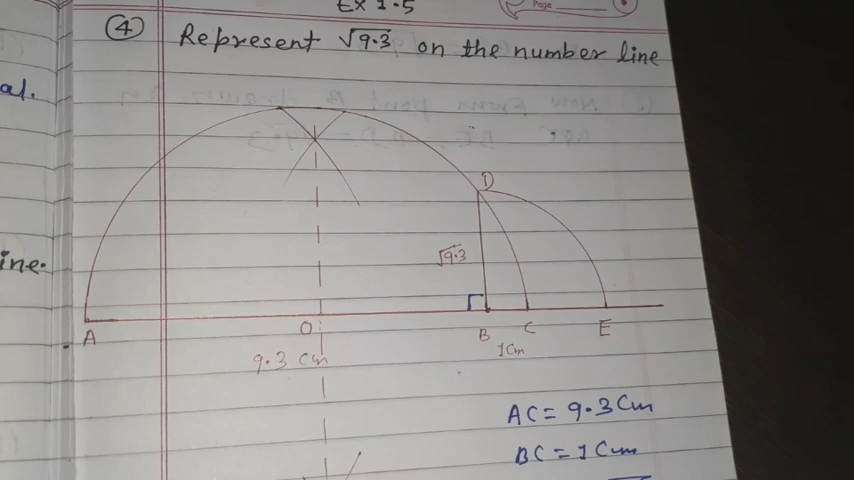 Ex 1.5
Page
④ Represent √9.3 on the number line
al.
D
√9.3
ine.
A
O
B
C
E
9.3 cm
1cm
AC = 9.3 cm
BC = 1 cm